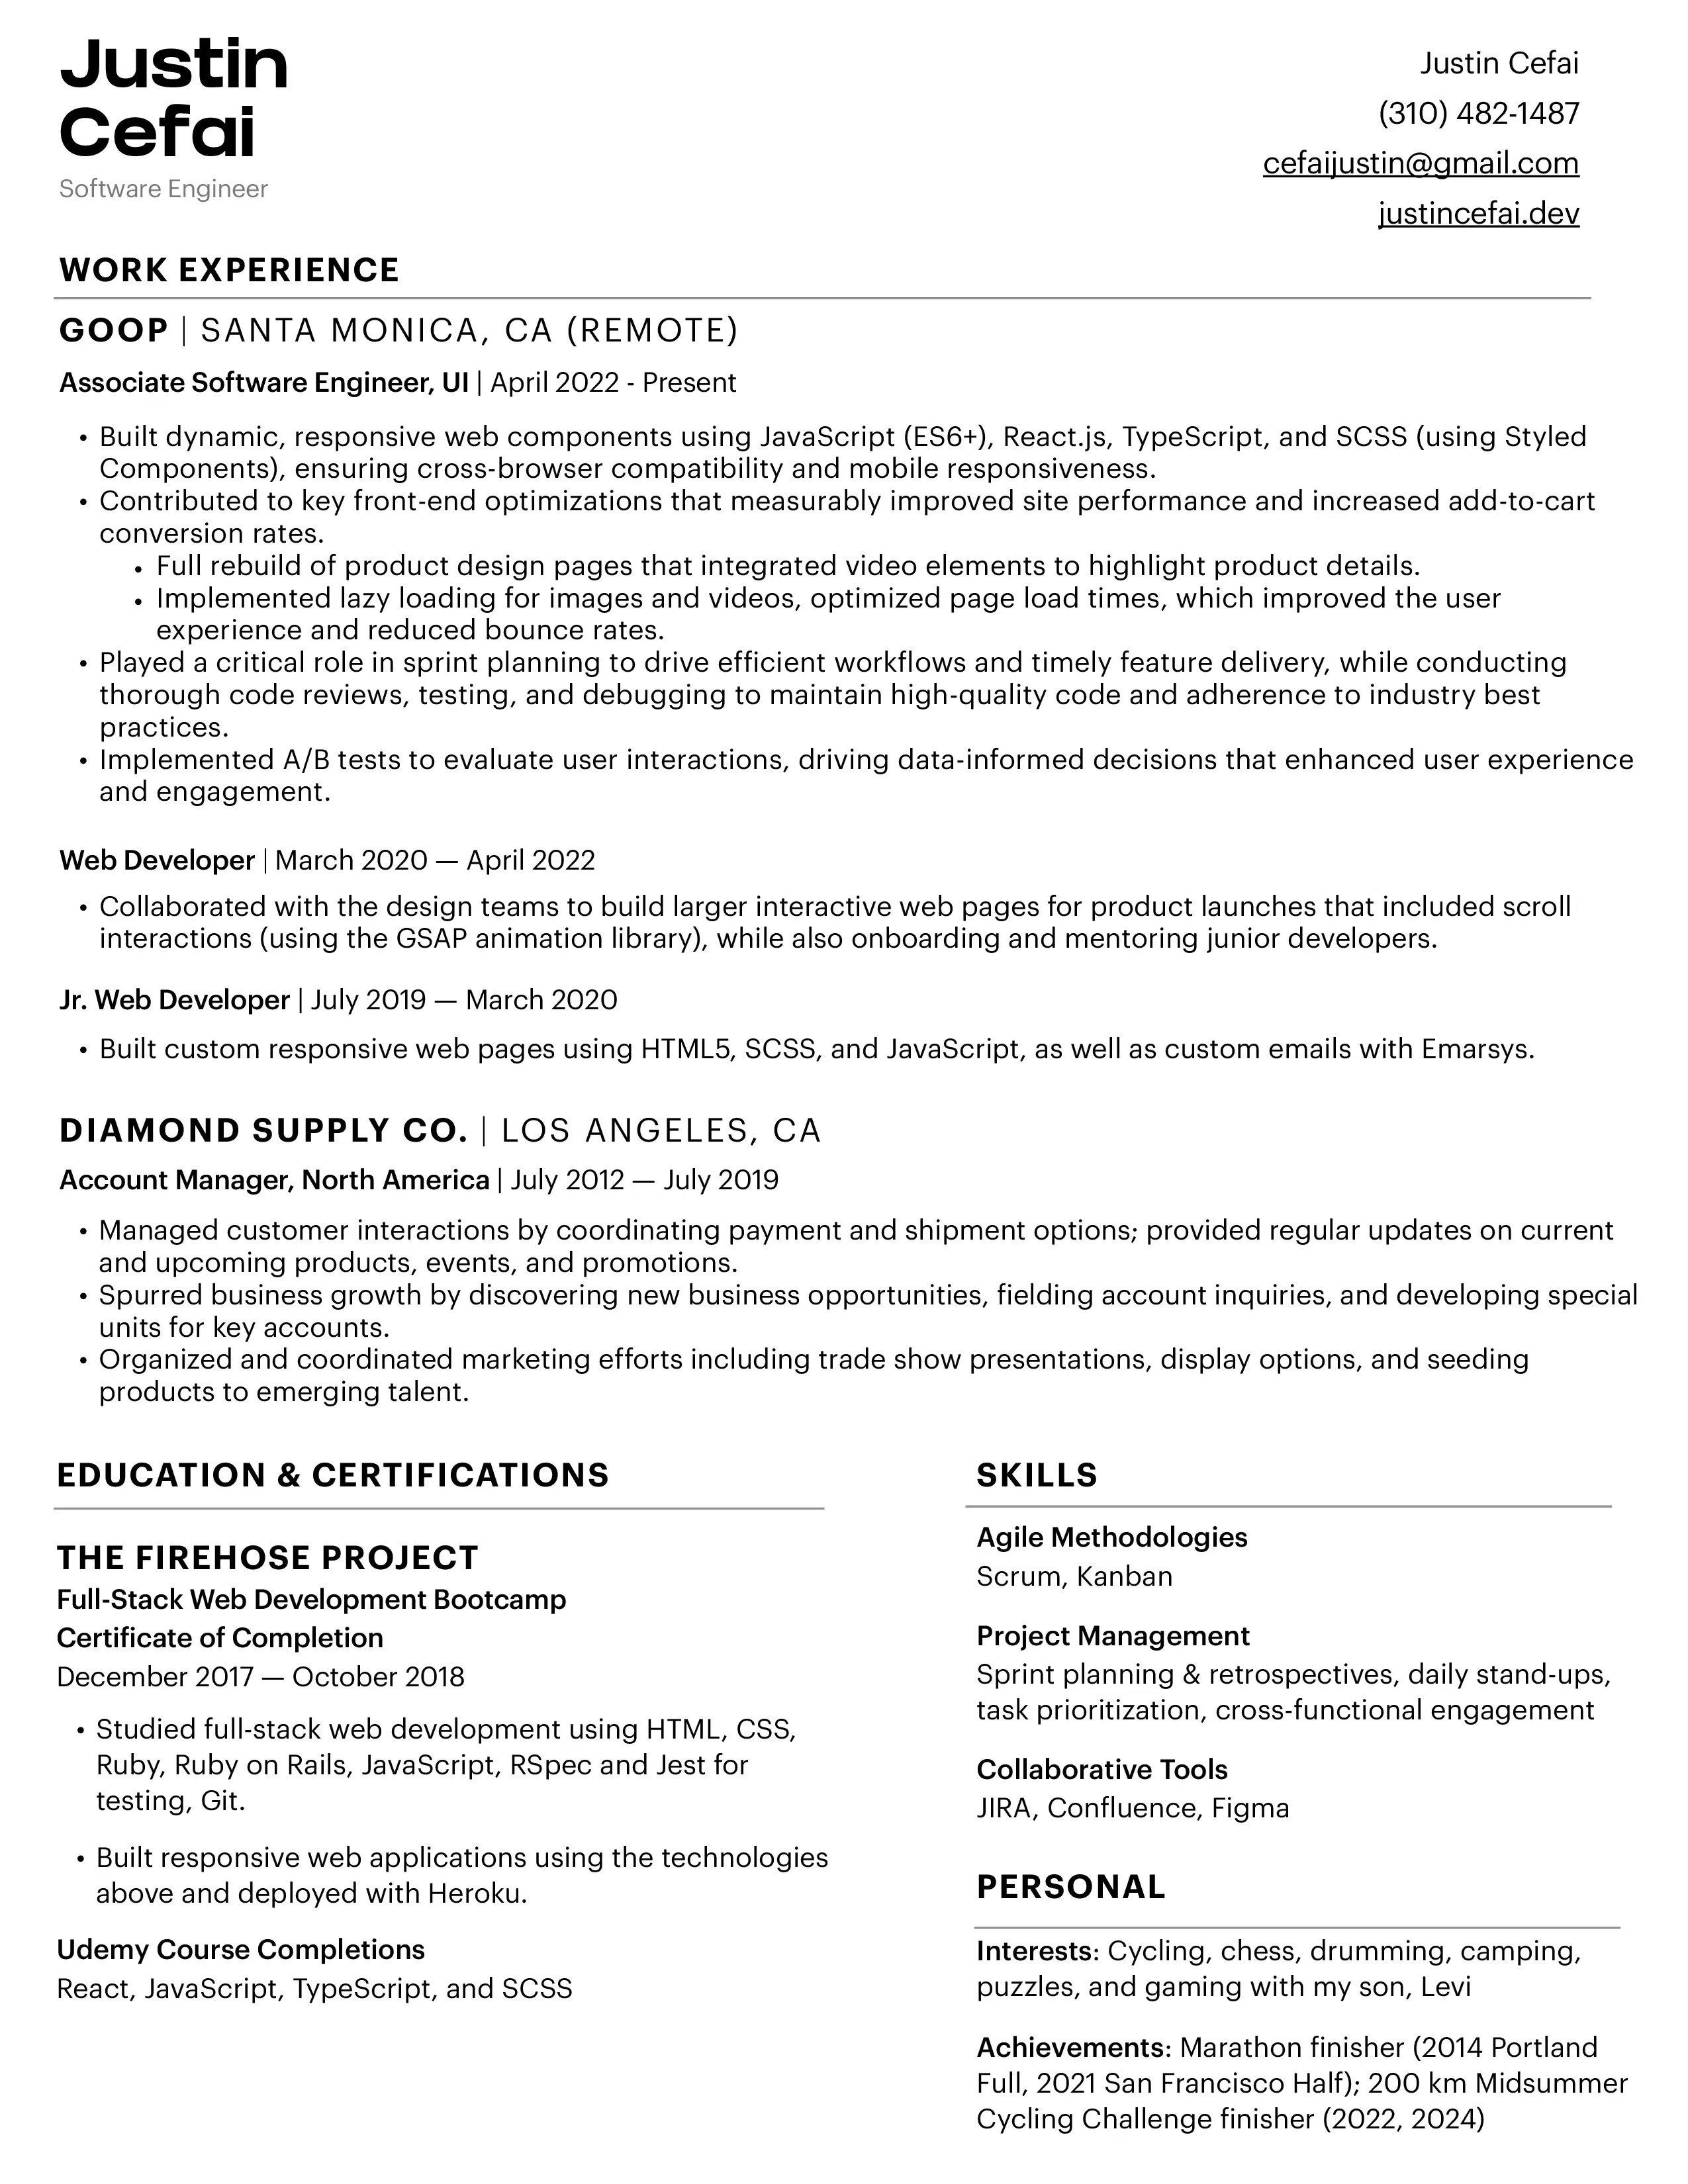 Justin
Cefai
Software Engineer
Justin Cefai
(310) 482-1487
cefaijustin@gmail.com
justincefai.dev
WORK EXPERIENCE
GOOP | SANTA MONICA, CA (REMOTE)
Associate Software Engineer, UI | April 2022 - Present
• Built dynamic, responsive web components using JavaScript (ES6+), React.js, TypeScript, and SCSS (using Styled
Components), ensuring cross-browser compatibility and mobile responsiveness.
• Contributed to key front-end optimizations that measurably improved site performance and increased add-to-cart
conversion rates.
• Full rebuild of product design pages that integrated video elements to highlight product details.
• Implemented lazy loading for images and videos, optimized page load times, which improved the user
experience and reduced bounce rates.
• Played a critical role in sprint planning to drive efficient workflows and timely feature delivery, while conducting
thorough code reviews, testing, and debugging to maintain high-quality code and adherence to industry best
practices.
• Implemented A/B tests to evaluate user interactions, driving data-informed decisions that enhanced user experience
and engagement.
Web Developer | March 2020 — April 2022
• Collaborated with the design teams to build larger interactive web pages for product launches that included scroll
interactions (using the GSAP animation library), while also onboarding and mentoring junior developers.
Jr. Web Developer | July 2019 — March 2020
• Built custom responsive web pages using HTML5, SCSS, and JavaScript, as well as custom emails with Emarsys.
DIAMOND SUPPLY CO. | LOS ANGELES, CA
Account Manager, North America | July 2012 — July 2019
• Managed customer interactions by coordinating payment and shipment options; provided regular updates on current
and upcoming products, events, and promotions.
• Spurred business growth by discovering new business opportunities, fielding account inquiries, and developing special
units for key accounts.
• Organized and coordinated marketing efforts including trade show presentations, display options, and seeding
products to emerging talent.
EDUCATION & CERTIFICATIONS
THE FIREHOSE PROJECT
Full-Stack Web Development Bootcamp
Certificate of Completion
December 2017 — October 2018
• Studied full-stack web development using HTML, CSS,
Ruby, Ruby on Rails, JavaScript, RSpec and Jest for
testing, Git.
• Built responsive web applications using the technologies
above and deployed with Heroku.
Udemy Course Completions
React, JavaScript, TypeScript, and SCSS
SKILLS
Agile Methodologies
Scrum, Kanban
Project Management
Sprint planning & retrospectives, daily stand-ups,
task prioritization, cross-functional engagement
Collaborative Tools
JIRA, Confluence, Figma
PERSONAL
Interests: Cycling, chess, drumming, camping,
puzzles, and gaming with my son, Levi
Achievements: Marathon finisher (2014 Portland
Full, 2021 San Francisco Half); 200 km Midsummer
Cycling Challenge finisher (2022, 2024)